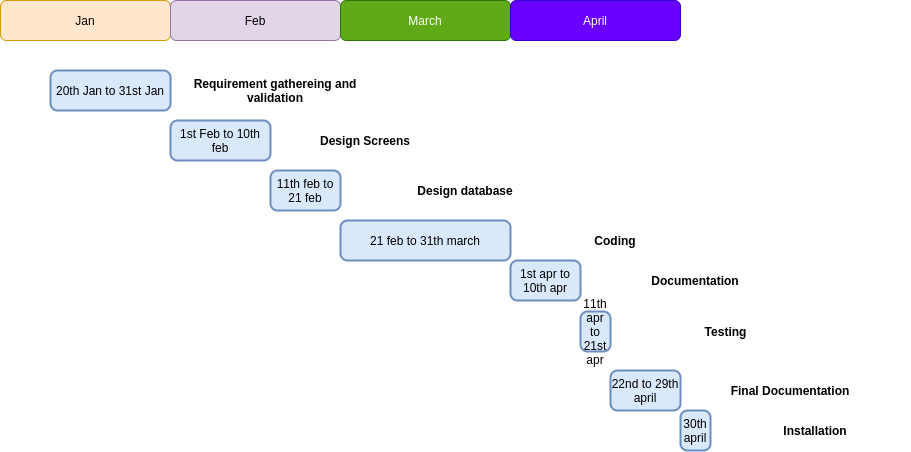 Jan
Feb
March
April
20th Jan to 31st Jan
Requirement gathereing and
validation
1st Feb to 10th
feb
Design Screens
11th feb to
21 feb
Design database
21 feb to 31th march
Coding
1st apr to
10th apr
Documentation
11th
apr
to
21st
apr
Testing
22nd to 29th
april
Final Documentation
30th
april
Installation